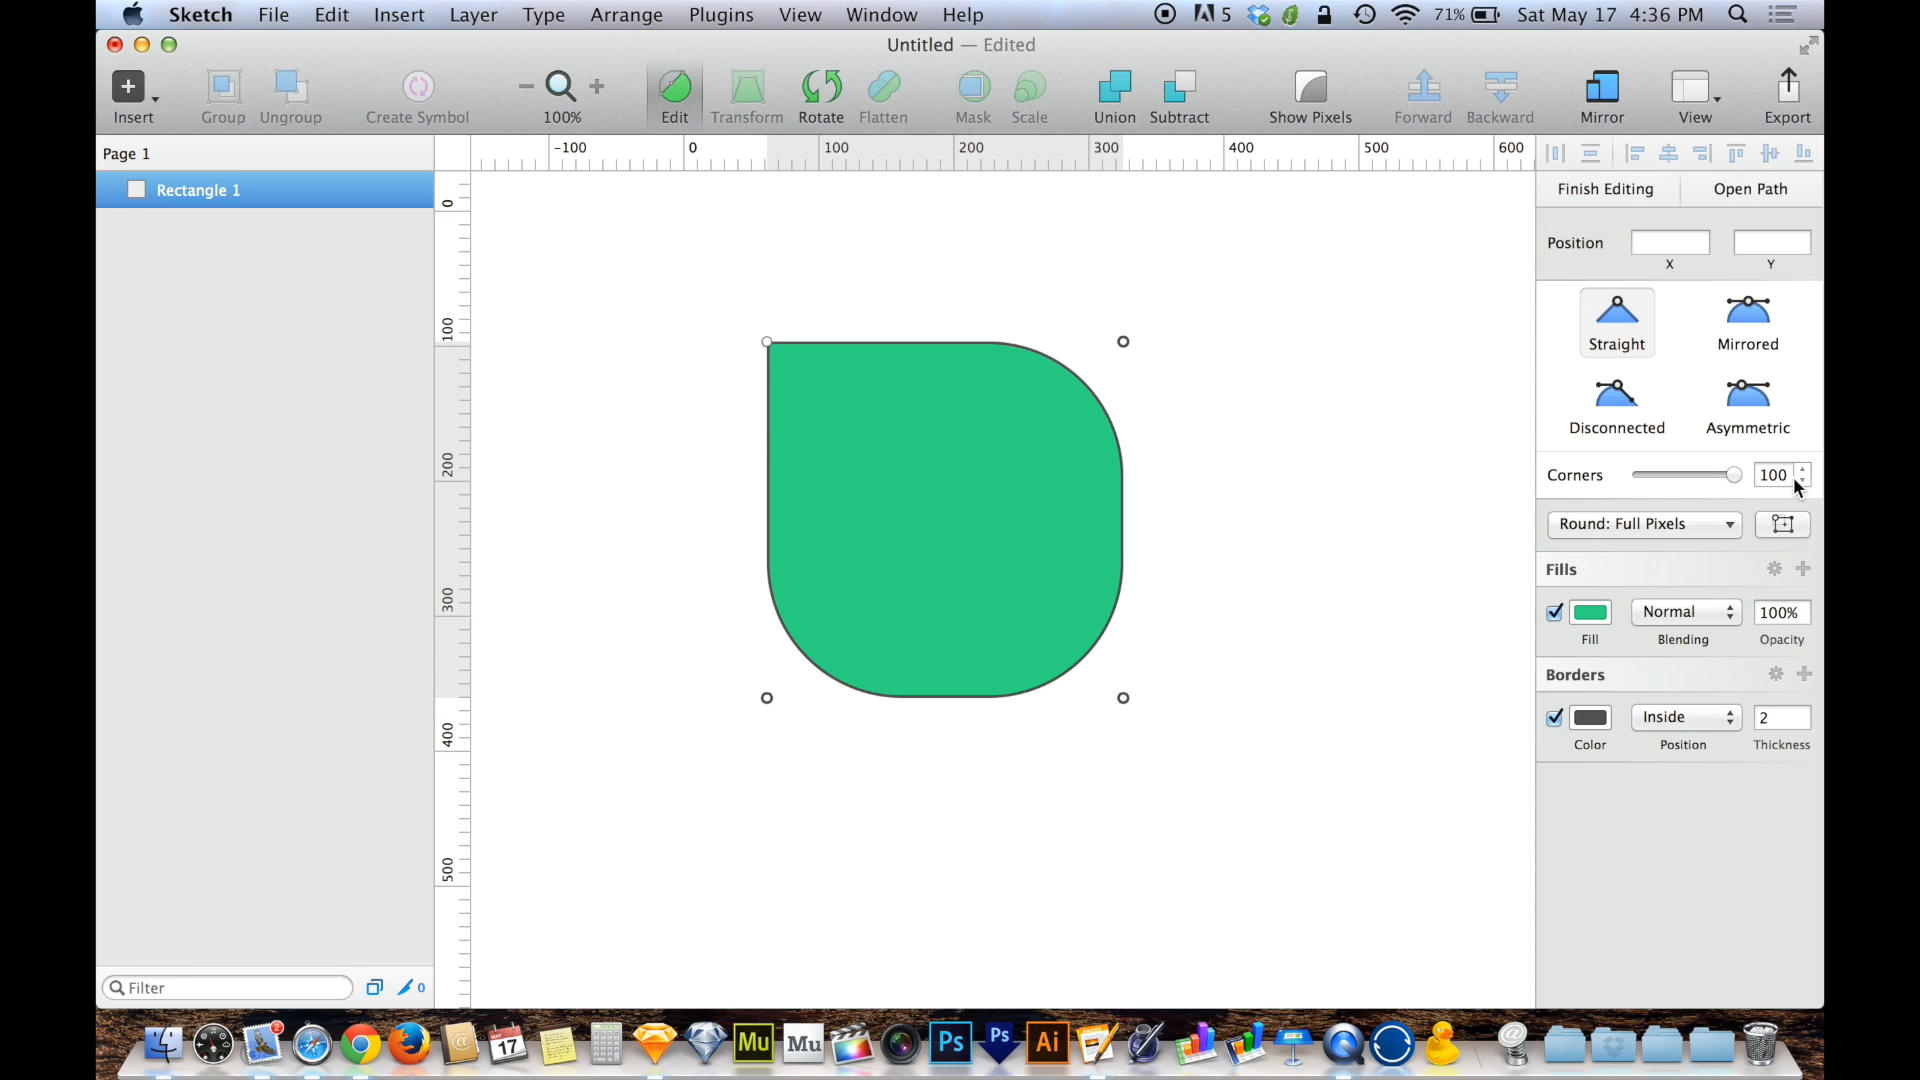 Sketch File Edit Insert Layer Type Arrange Plugins View Window Help 5 71% Sat May 17 4:36 PM
Untitled — Edited
Insert Group Ungroup Create Symbol 100% Edit Transform Rotate Flatten Mask Scale Union Subtract Show Pixels Forward Backward Mirror View Export
Page 1
-100 0 100 200 300 400 500 600
Rectangle 1
Finish Editing Open Path
0
Position
X Y
100
Straight Mirrored
Disconnected Asymmetric
200
Corners 100
Round: Full Pixels
Fills
300
Normal 100%
Fill Blending Opacity
Borders
Inside 2
400
Color Position Thickness
500
Filter 0
2
MAY
17
Mu Mu Ps Ps Ai